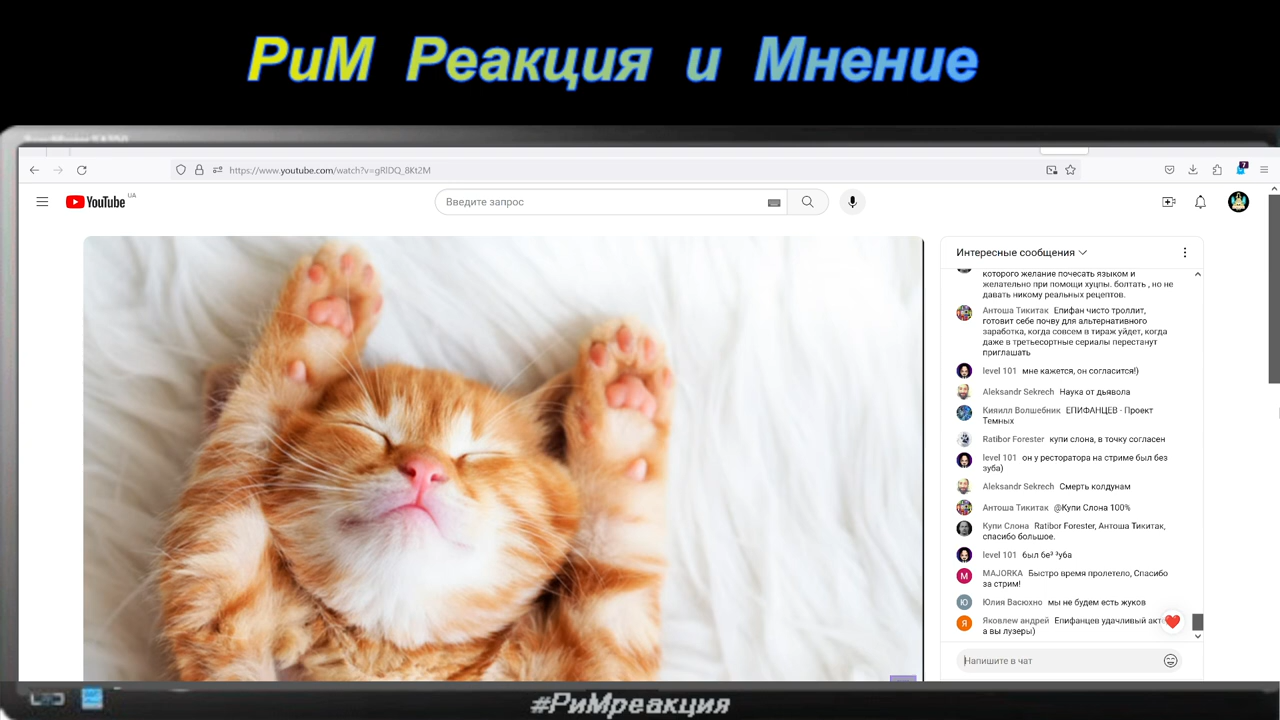 РиМ Реакция и Мнение
https://www.youtube.com/watch?v=gRlDQ_8Kt2M
7
YouTube UA
Введите запрос
Интересные сообщения
которого желание почесать языком и
желательно при помощи хуцпы. болтать , но не
давать никому реальных рецептов.
Антоша Тикитак Епифан чисто троллит,
готовит себе почву для альтернативного
заработка, когда совсем в тираж уйдет, когда
даже в третьесортные сериалы перестанут
приглашать
level 101 мне кажется, он согласится!)
Aleksandr Sekrech Наука от дьявола
Кияилл Волшебник ЕПИФАНЦЕВ - Проект
Темных
Ratibor Forester купи слона, в точку согласен
level 101 он у ресторатора на стриме был без
зуба)
Aleksandr Sekrech Смерть колдунам
Антоша Тикитак @Купи Слона 100%
Купи Слона Ratibor Forester, Антоша Тикитак,
спасибо большое.
level 101 был
MAJORKA Быстро время пролетело, Спасибо
за стрим!
Юлия Васюхно мы не будем есть жуков
Яковлев андрей Епифанцев удачливый
а вы лузеры)
Напишите в чат
#РиМреакция